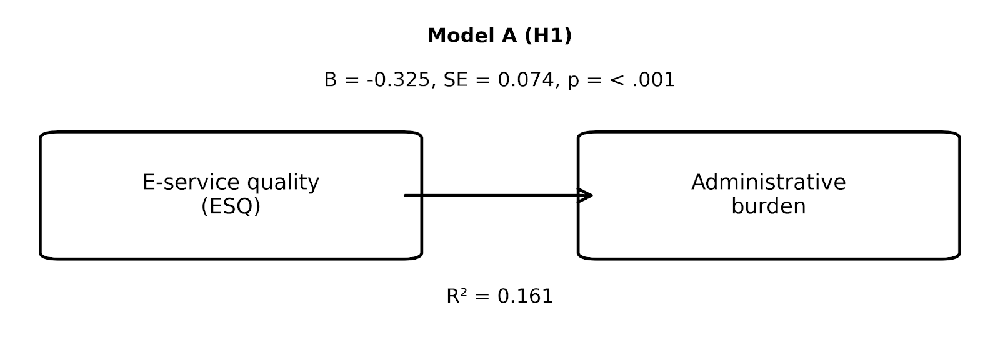 Model A (H1)
B = -0.325, SE = 0.074, p = < .001
E-service quality
(ESQ)
Administrative
burden
R² = 0.161